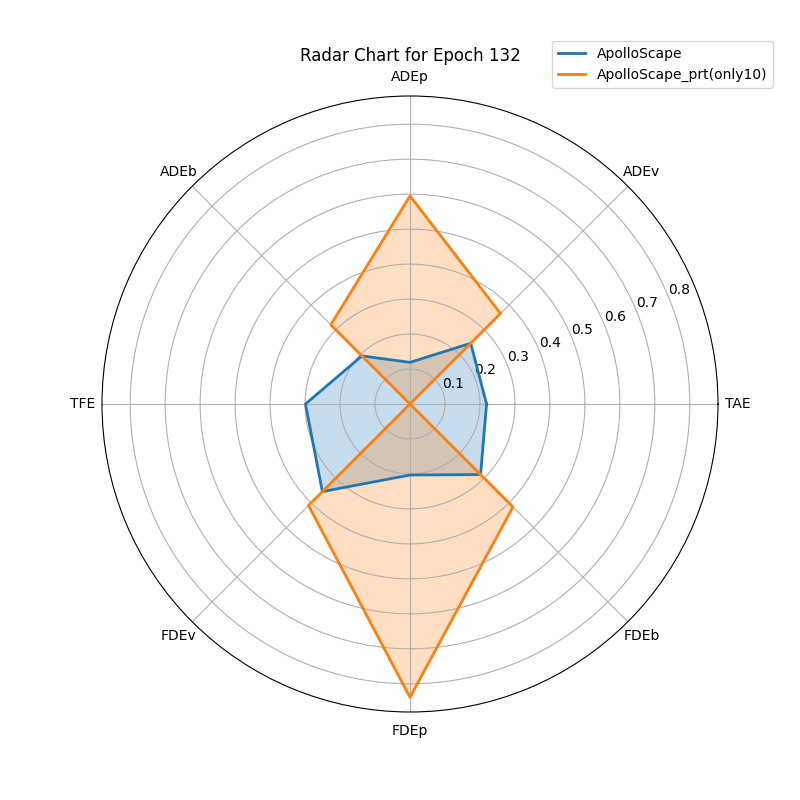 Radar Chart for Epoch 132
ApolloScape
ApolloScape_prt(only10)
ADEp
ADEb
ADEv
0.8
0.7
0.6
0.5
0.4
0.3
0.2
0.1
TFE
TAE
FDEv
FDEb
FDEp